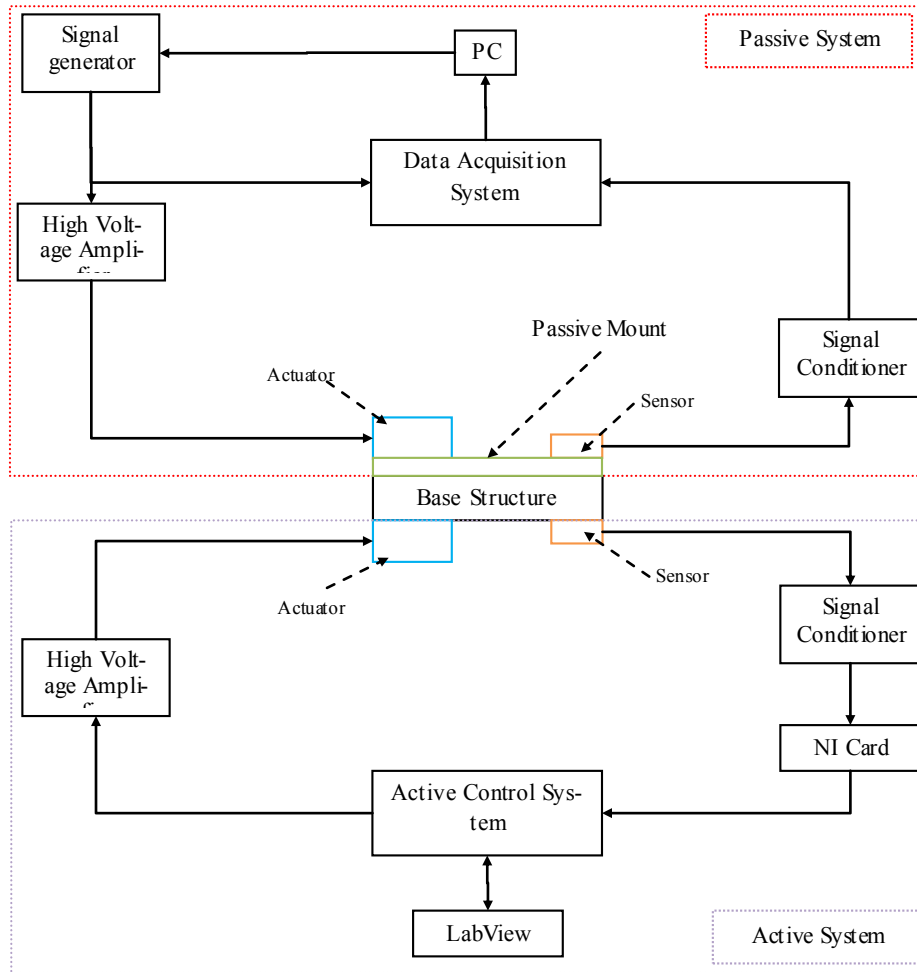 Signal
generator
PC
Passive System
Data Acquisition
System
High Volt-
age Ampli-
fier
Passive Mount
Signal
Conditioner
Actuator
Sensor
Base Structure
Sensor
Actuator
Signal
Conditioner
High Volt-
age Ampli-
NI Card
Active Control Sys-
tem
LabView
Active System